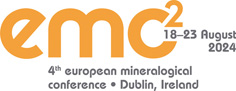 emc2
18–23 August
2024
4th european mineralogical
conference • Dublin, Ireland